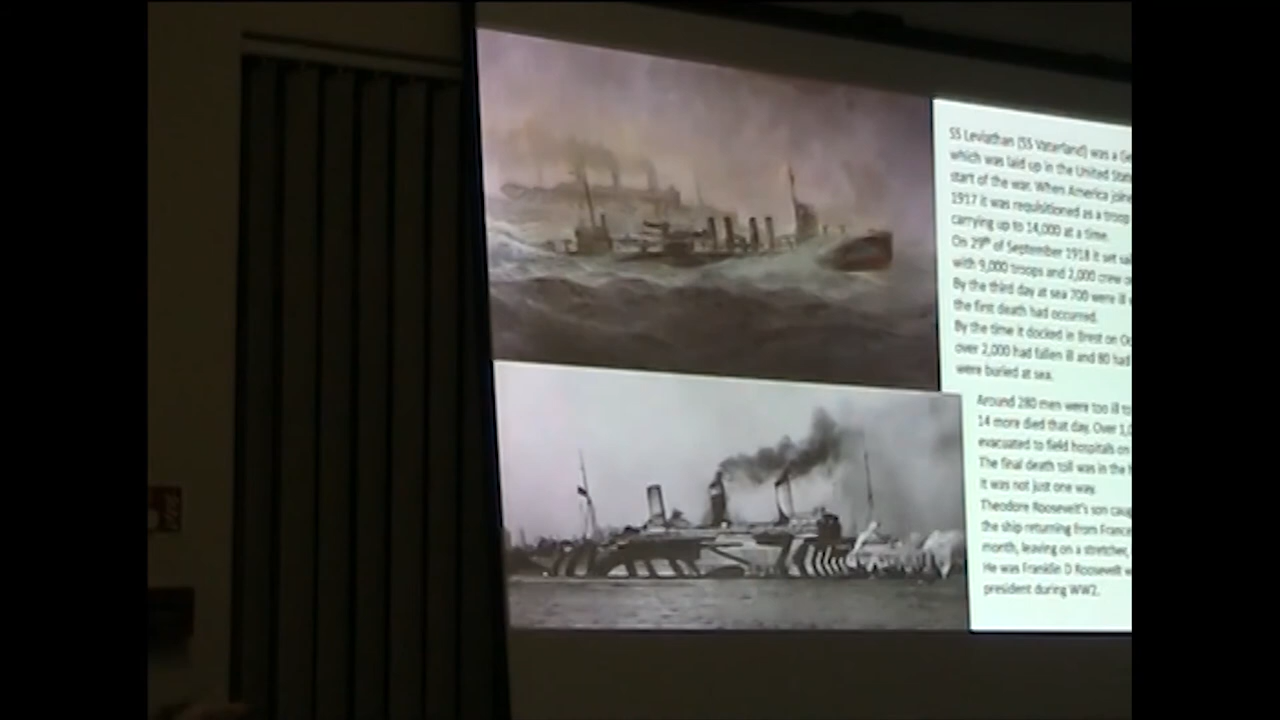 SS Leviathan (SS Vaterland) was a Ge
which was laid up in the United State
start of the war. When America joine
1917 it was requisitioned as a troop
carrying up to 14,000 at a time.
On 29th of September 1918 it set sai
with 9,000 troops and 2,000 crew o
By the third day at sea 700 were ill
the first death had occurred.
By the time it docked in Brest on Oc
over 2,000 had fallen ill and 80 had
were buried at sea.
Around 280 men were too ill to
14 more died that day. Over 1,0
evacuated to field hospitals on
The final death toll was in the h
It was not just one way.
Theodore Roosevelt's son caug
the ship returning from France
month, leaving on a stretcher,
He was Franklin D Roosevelt w
president during WW2.